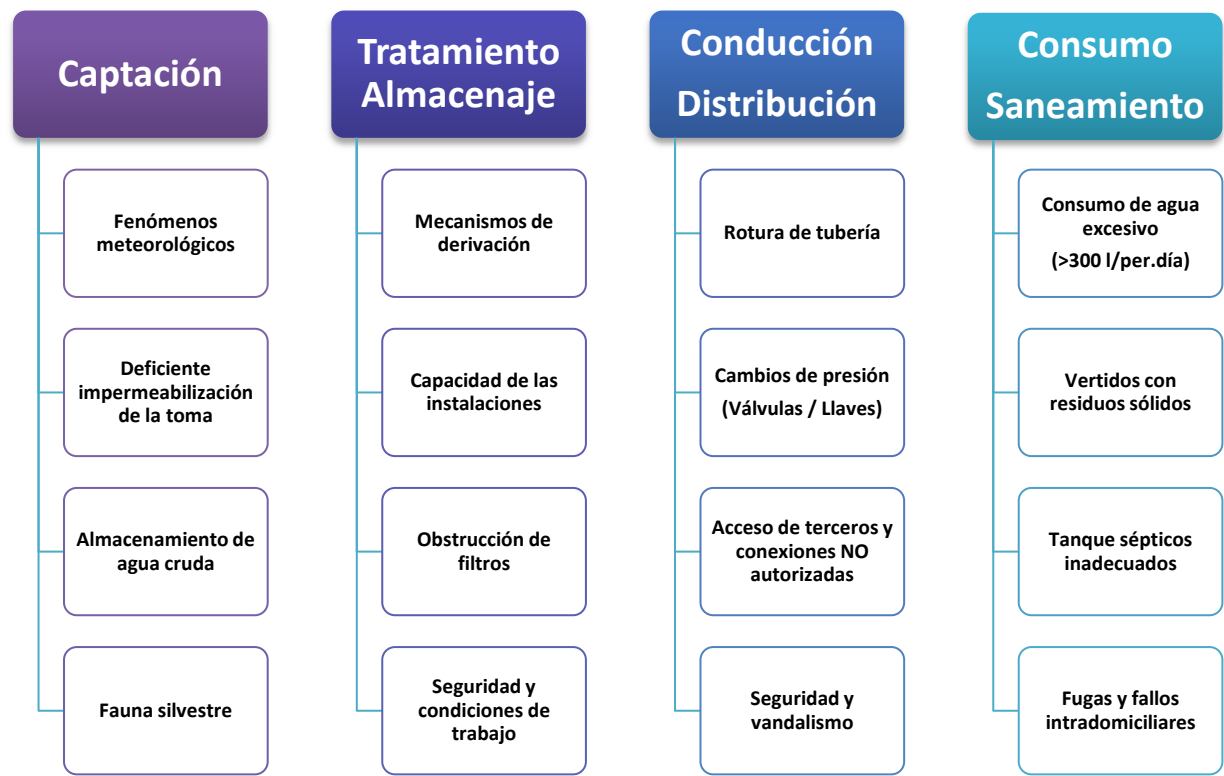 Captación
Fenómenos
meteorológicos
Deficiente
impermeabilización
de la toma
Almacenamiento de
agua cruda
Fauna silvestre
Tratamiento
Almacenaje
Mecanismos de
derivación
Capacidad de las
instalaciones
Obstrucción de
filtros
Seguridad y
condiciones de
trabajo
Conducción
Distribución
Rotura de tubería
Cambios de presión
(Válvulas / Llaves)
Acceso de terceros y
conexiones NO
autorizadas
Seguridad y
vandalismo
Consumo
Saneamiento
Consumo de agua
excesivo
(>300 l/per.día)
Vertidos con
residuos sólidos
Tanque sépticos
inadecuados
Fugas y fallos
intradomiciliares